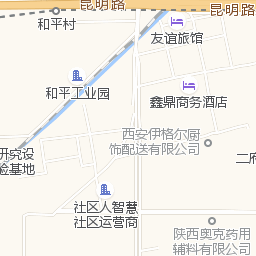 昆明路
昆明路
和平村
友谊旅馆
和平工业园
鑫鼎商务酒店
西安伊格尔厨
饰配送有限公司
二府
研究设
验基地
社区人智慧
社区运营商
陕西奥克药用
辅料有限公司